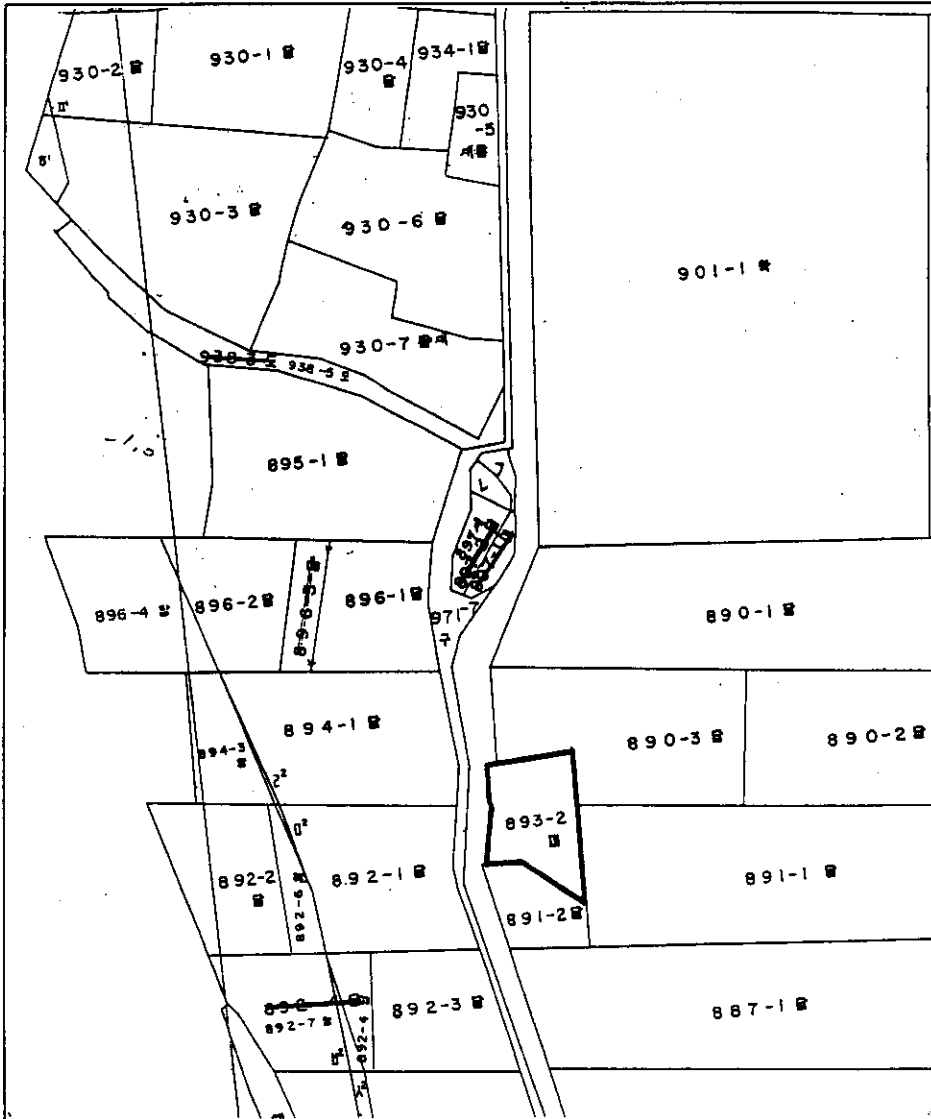 930-2 답
930-1 답
930-4
답
934-1 답
930
-5
930-3 답
930-6 답
901-1
930-7
938-5 도
895-1 답
ㄱ
ㄴ
896-4
896-2 답
896-1 답
971-7
구
890-1 답
894-1 답
894-3
ㄹ²
ㅁ²
890-3 답
890-2 답
893-2
대
892-2
답
892-6
892-1 답
891-1 답
891-2 답
892-7
892-4
892-3 답
887-1 답